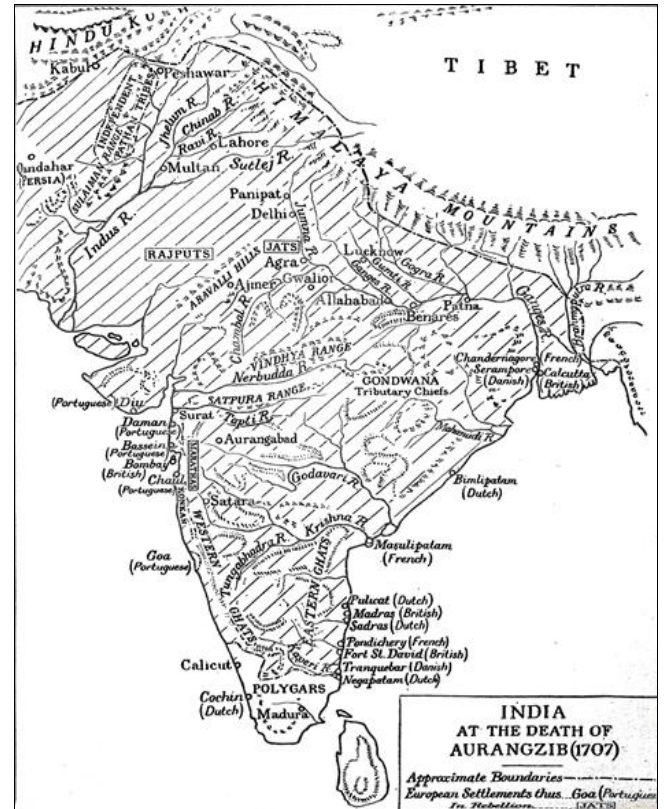 HINDU KUSH
Kabul
Peshawar
TIBET
INDEPENDENT
PATHAN TRIBES
SULAIMAN RANGE
Jhelum R.
Chinab R.
Ravi R.
Lahore
HIMALAYA MOUNTAINS
(PERSIA)
Multan
Sutlej R.
Panipat
Delhi
Indus R.
Jumna R.
RAJPUTS
JATS
Agra
Lucknow
Gumti R.
Gogra R.
Ganges R.
ARAVALLI HILLS
Ajmer
Gwalior
Allahabad
Benares
Patna
Ganges R.
Chambal R.
VINDHYA RANGE
Nerbudda R.
Chandernagore (French)
Serampore
(Danish)
Calcutta
(British)
SATPURA RANGE
GONDWANA
Tributary Chiefs
(Portuguese) Diu
Surat
Tapti R.
Mahanadi R.
Daman
(Portugue
Aurangabad
Bassein
(Portuguese
Bombay
(British)
MARATHAS
Chaul
(Portuguese)
KONKAN
Godavari R.
Bimlipatam
(Dutch)
Satara
WESTERN GHATS
Krishna R.
Tungabhadra R.
Goa
(Portuguese)
EASTERN GHATS
Masulipatam
(French)
Pulicat (Dutch)
Madras (British)
Sadras (Dutch)
Pondichery (French)
Fort St. David (British)
Calicut
Kaveri R.
Tranquebar (Danish)
Negapatam (Dutch)
Cochin
(Dutch)
POLYGARS
Madura
INDIA
AT THE DEATH OF
AURANGZIB (1707)
Approximate Boundaries
European Settlements thus Goa (Portugues
In Rebellion JATS